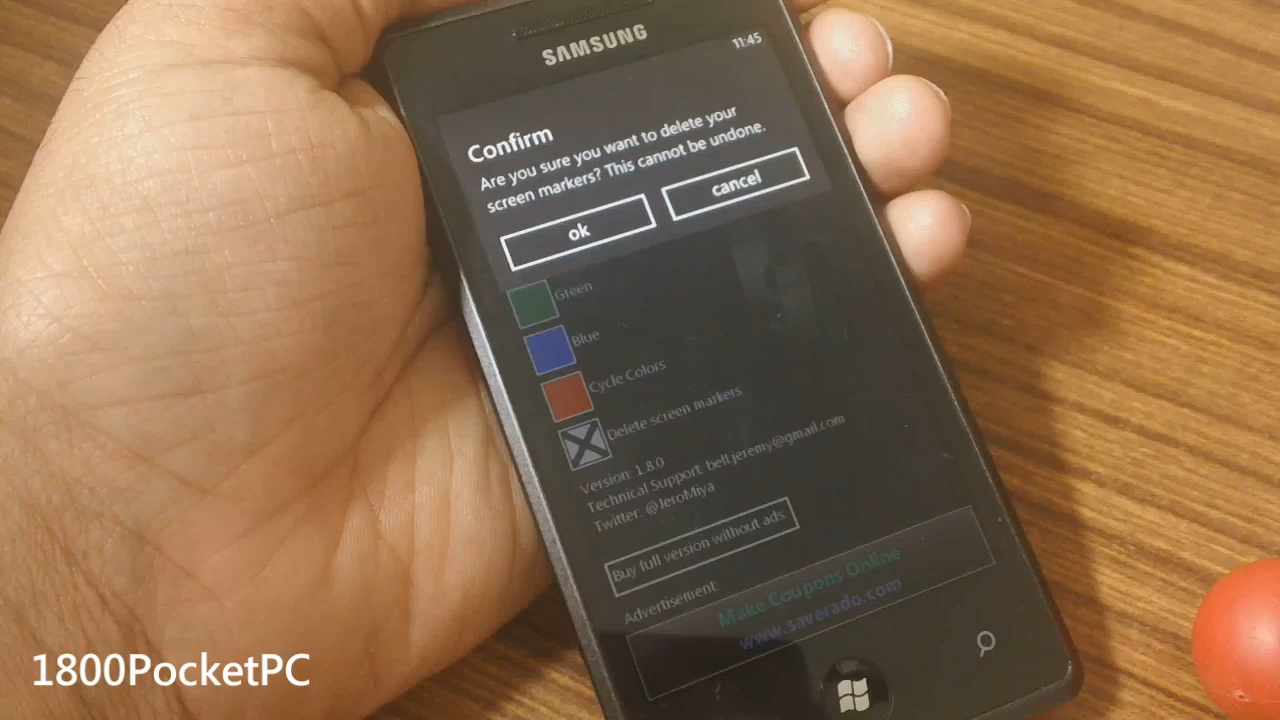 SAMSUNG
11:45
Confirm
Are you sure you want to delete your
screen markers? This cannot be undone.
ok
cancel
Green
Blue
Cycle Colors
Delete screen markers
Version: 1.8.0
Technical Support: bell.jeremy@gmail.com
Twitter: @JeroMiya
Buy full version without ads.
Advertisement:
Make Coupons Online
www.saverado.com
1800PocketPC